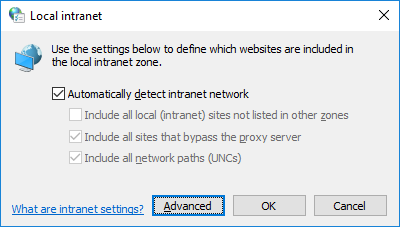 Local intranet
Use the settings below to define which websites are included in
the local intranet zone.
Automatically detect intranet network
Include all local (intranet) sites not listed in other zones
Include all sites that bypass the proxy server
Include all network paths (UNCs)
What are intranet settings?
Advanced
OK
Cancel